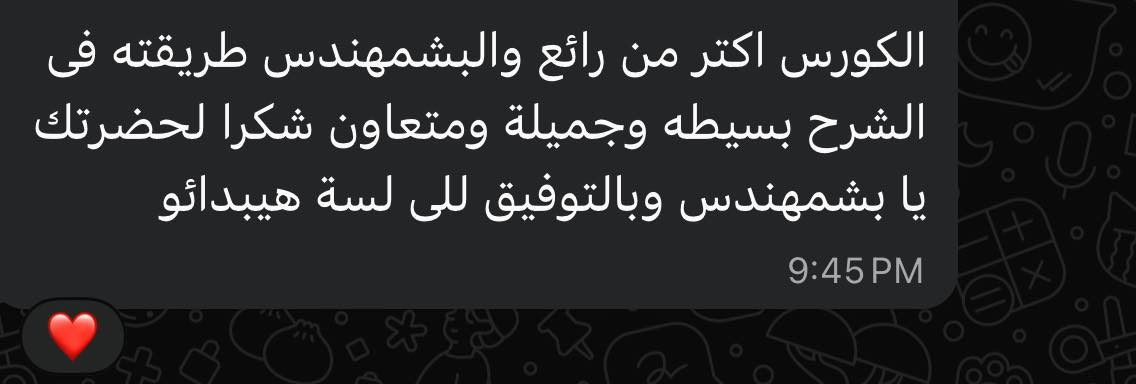 الكورس اكتر من رائع والبشمهندس طريقته فى
الشرح بسيطه وجميلة ومتعاون شكرا لحضرتك
يا بشمهندس وبالتوفيق للى لسة هيبدائو
9:45 PM